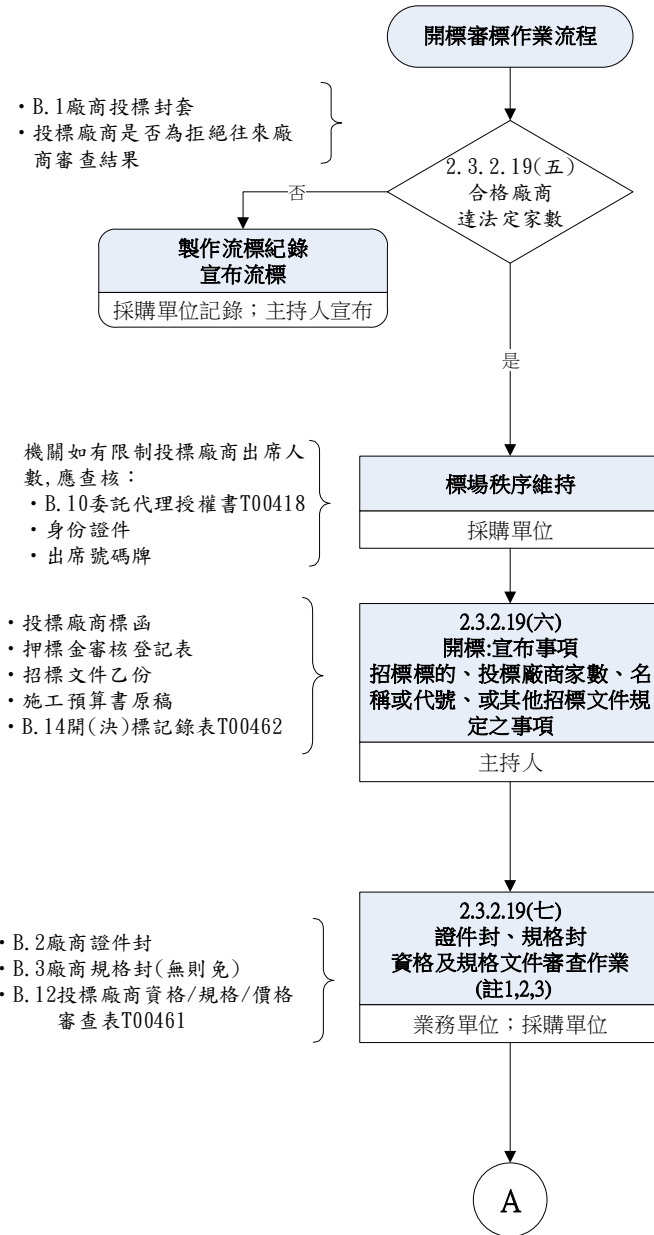 開標審標作業流程
・B.1廠商投標封套
・投標廠商是否為拒絕往來廠
商審查結果
2.3.2.19(五)
合格廠商
達法定家數
否
製作流標紀錄
宣布流標
採購單位記錄；主持人宣布
是
機關如有限制投標廠商出席人
數,應查核：
・B.10委託代理授權書T00418
・身份證件
・出席號碼牌
標場秩序維持
採購單位
・投標廠商標函
・押標金審核登記表
・招標文件乙份
・施工預算書原稿
・B.14開(決)標記錄表T00462
2.3.2.19(六)
開標:宣布事項
招標標的、投標廠商家數、名
稱或代號、或其他招標文件規
定之事項
主持人
・B.2廠商證件封
・B.3廠商規格封(無則免)
・B.12投標廠商資格/規格/價格
審查表T00461
2.3.2.19(七)
證件封、規格封
資格及規格文件審查作業
(註1,2,3)
業務單位；採購單位
A